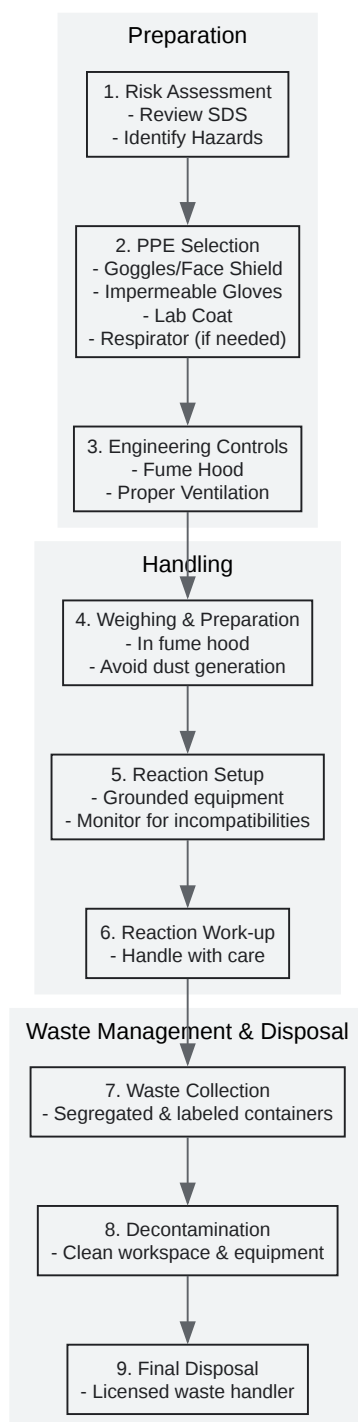 Preparation
1. Risk Assessment
- Review SDS
- Identify Hazards
2. PPE Selection
- Goggles/Face Shield
- Impermeable Gloves
- Lab Coat
- Respirator (if needed)
3. Engineering Controls
- Fume Hood
- Proper Ventilation
Handling
4. Weighing & Preparation
- In fume hood
- Avoid dust generation
5. Reaction Setup
- Grounded equipment
- Monitor for incompatibilities
6. Reaction Work-up
- Handle with care
Waste Management & Disposal
7. Waste Collection
- Segregated & labeled containers
8. Decontamination
- Clean workspace & equipment
9. Final Disposal
- Licensed waste handler